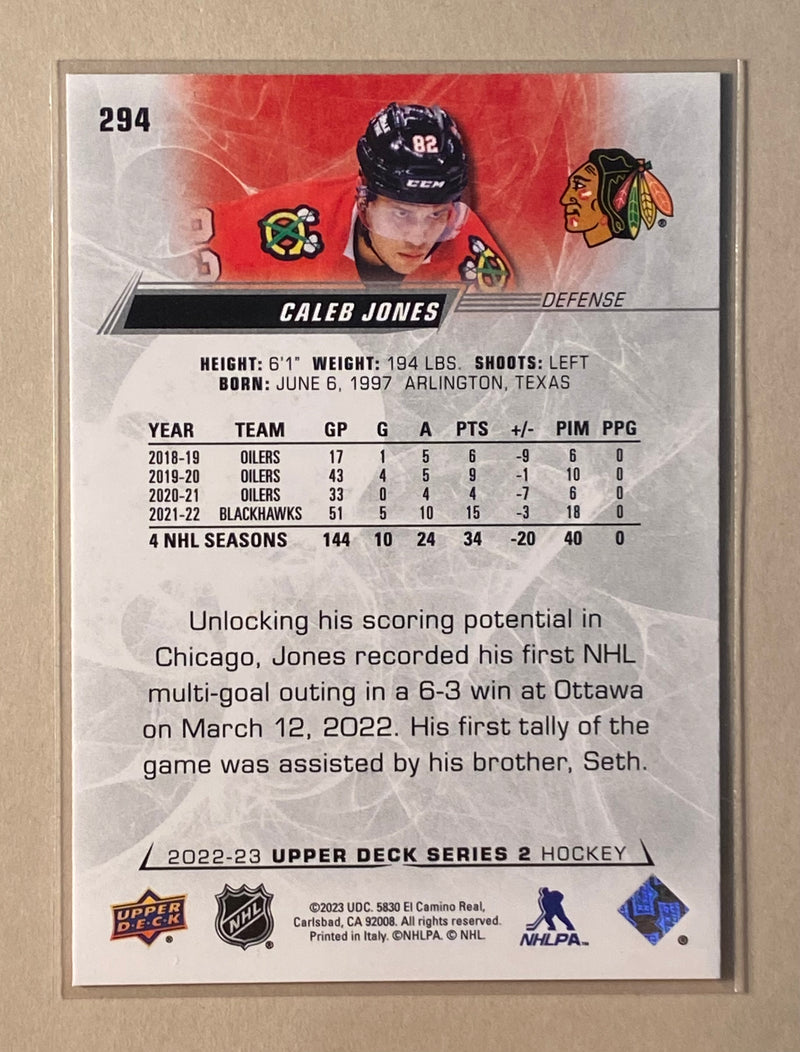 294
82
CCM
CALEB JONES
DEFENSE
HEIGHT: 6'1" WEIGHT: 194 LBS. SHOOTS: LEFT
BORN: JUNE 6, 1997 ARLINGTON, TEXAS
YEAR TEAM GP G A PTS +/- PIM PPG
2018-19 OILERS 17 1 5 6 -9 6 0
2019-20 OILERS 43 4 5 9 -1 10 0
2020-21 OILERS 33 0 4 4 -7 6 0
2021-22 BLACKHAWKS 51 5 10 15 -3 18 0
4 NHL SEASONS 144 10 24 34 -20 40 0
Unlocking his scoring potential in
Chicago, Jones recorded his first NHL
multi-goal outing in a 6-3 win at Ottawa
on March 12, 2022. His first tally of the
game was assisted by his brother, Seth.
2022-23 UPPER DECK SERIES 2 HOCKEY
UPPER
D·E·C·K
®
NHL
®
©2023 UDC. 5830 El Camino Real,
Carlsbad, CA 92008. All rights reserved.
Printed in Italy. ©NHLPA. © NHL.
NHLPA™
®